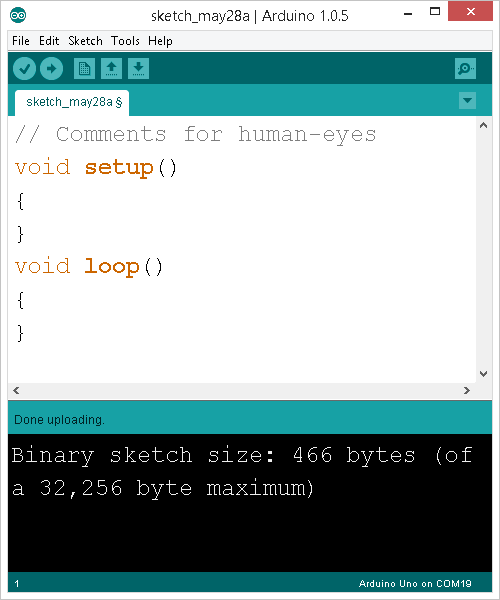 sketch_may28a | Arduino 1.0.5
File Edit Sketch Tools Help
sketch_may28a §
// Comments for human-eyes
void setup()
{
}
void loop()
{
}
Done uploading.
Binary sketch size: 466 bytes (of
a 32,256 byte maximum)
1 Arduino Uno on COM19